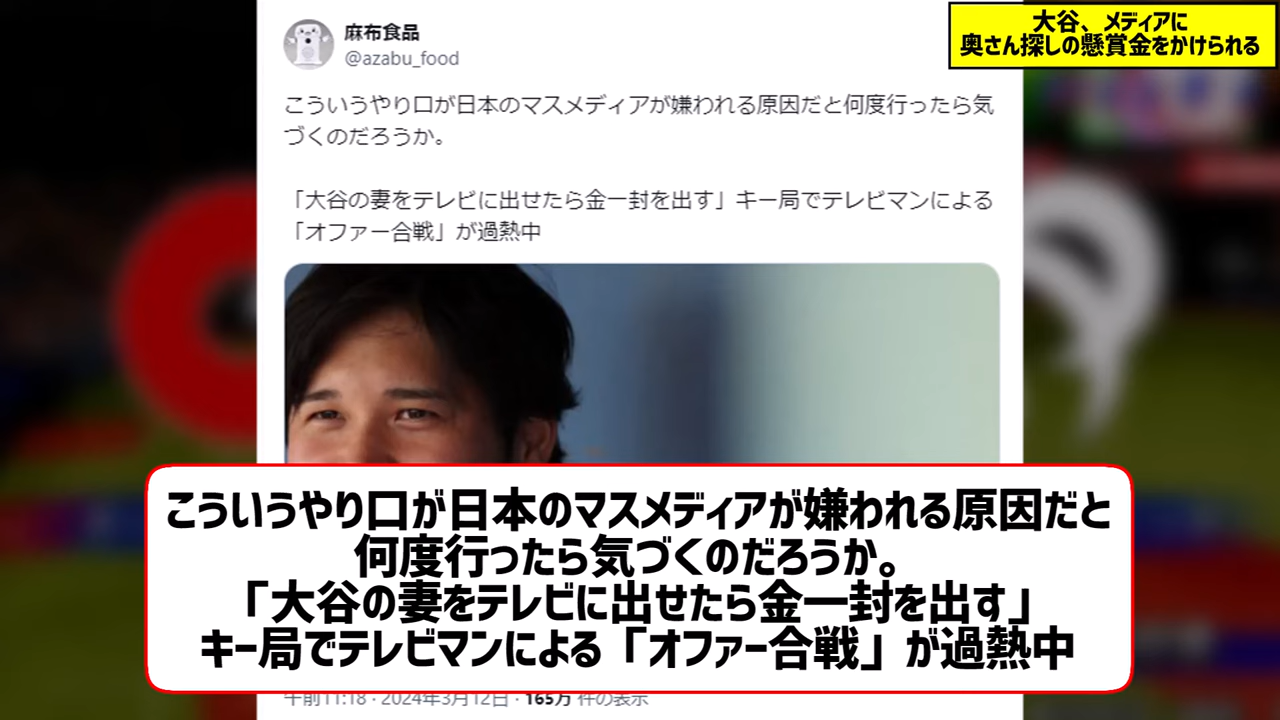 大谷、メディアに
奥さん探しの懸賞金をかけられる
麻布食品
@azabu_food
こういうやり口が日本のマスメディアが嫌われる原因だと何度行ったら気
づくのだろうか。
「大谷の妻をテレビに出せたら金一封を出す」キー局でテレビマンによる
「オファー合戦」が過熱中
こういうやり口が日本のマスメディアが嫌われる原因だと
何度行ったら気づくのだろうか。
「大谷の妻をテレビに出せたら金一封を出す」
キー局でテレビマンによる「オファー合戦」が過熱中
午前11:18 · 2024年3月12日 · 165万 件の表示